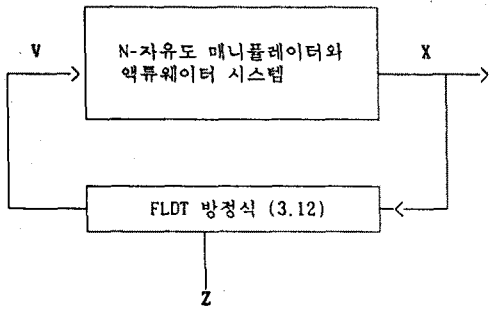 N-자유도 매니퓰레이터와
액튜웨이터 시스템
V
X
FLDT 방정식 (3.12)
Z